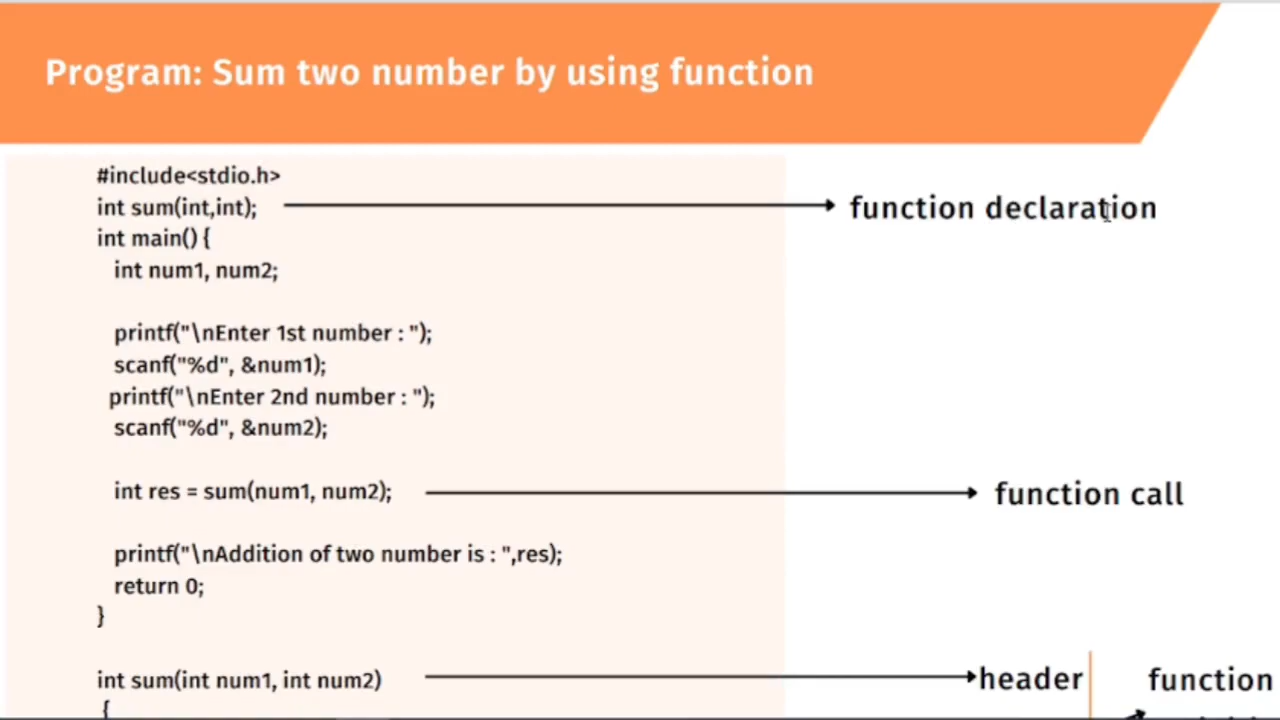 Program: Sum two number by using function
#include<stdio.h>
int sum(int,int);
function declaration
int main() {
int num1, num2;
printf("\nEnter 1st number : ");
scanf("%d", &num1);
printf("\nEnter 2nd number : ");
scanf("%d", &num2);
int res = sum(num1, num2);
function call
printf("\nAddition of two number is : ",res);
return 0;
}
int sum(int num1, int num2)
header
function
{